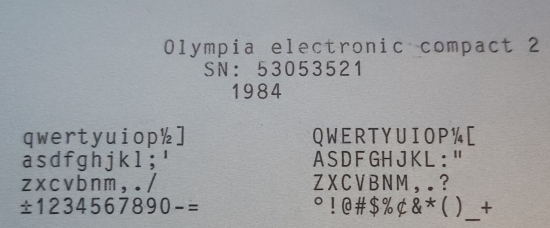 Olympia electronic compact 2
SN: 53053521
1984
qwertyuiop½] QWERTYUIOP¼[
asdfghjkl;' ASDFGHJKL:"
zxcvbnm,./ ZXCVBNM,.?
±1234567890-= °!@#$%¢&*()_+